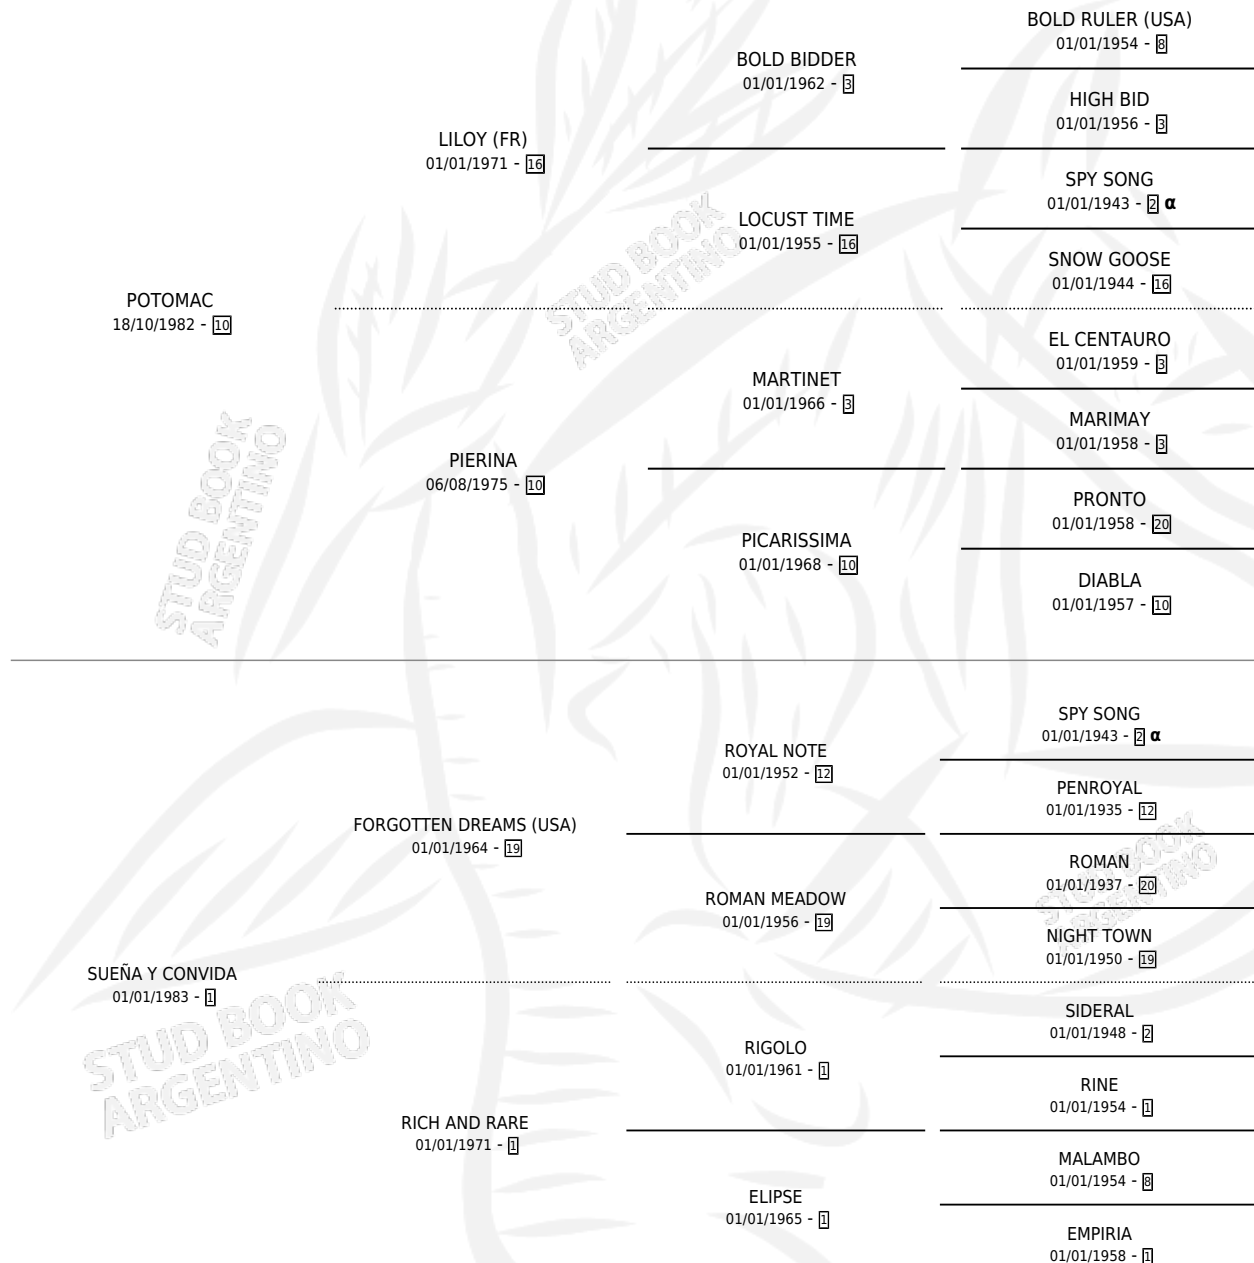 BOLD RULER (USA)
01/01/1954 - 8
BOLD BIDDER
01/01/1962 - 3
HIGH BID
01/01/1956 - 3
LILOY (FR)
01/01/1971 - 16
SPY SONG
01/01/1943 - 2 α
LOCUST TIME
01/01/1955 - 16
SNOW GOOSE
01/01/1944 - 16
STUD BOOK
ARGENTINO
POTOMAC
18/10/1982 - 10
EL CENTAURO
01/01/1959 - 3
MARTINET
01/01/1966 - 3
MARIMAY
01/01/1958 - 3
PIERINA
06/08/1975 - 10
PRONTO
01/01/1958 - 20
PICARISSIMA
01/01/1968 - 10
DIABLA
01/01/1957 - 10
STUD BOOK
ARGENTINO
SPY SONG
01/01/1943 - 2 α
ROYAL NOTE
01/01/1952 - 12
PENROYAL
01/01/1935 - 12
FORGOTTEN DREAMS (USA)
01/01/1964 - 19
ROMAN
01/01/1937 - 20
ROMAN MEADOW
01/01/1956 - 19
NIGHT TOWN
01/01/1950 - 19
STUD BOOK
ARGENTINO
SUEÑA Y CONVIDA
01/01/1983 - 1
SIDERAL
01/01/1948 - 2
RIGOLO
01/01/1961 - 1
RINE
01/01/1954 - 1
STUD BOOK
ARGENTINO
RICH AND RARE
01/01/1971 - 1
MALAMBO
01/01/1954 - 8
ELIPSE
01/01/1965 - 1
EMPIRIA
01/01/1958 - 1